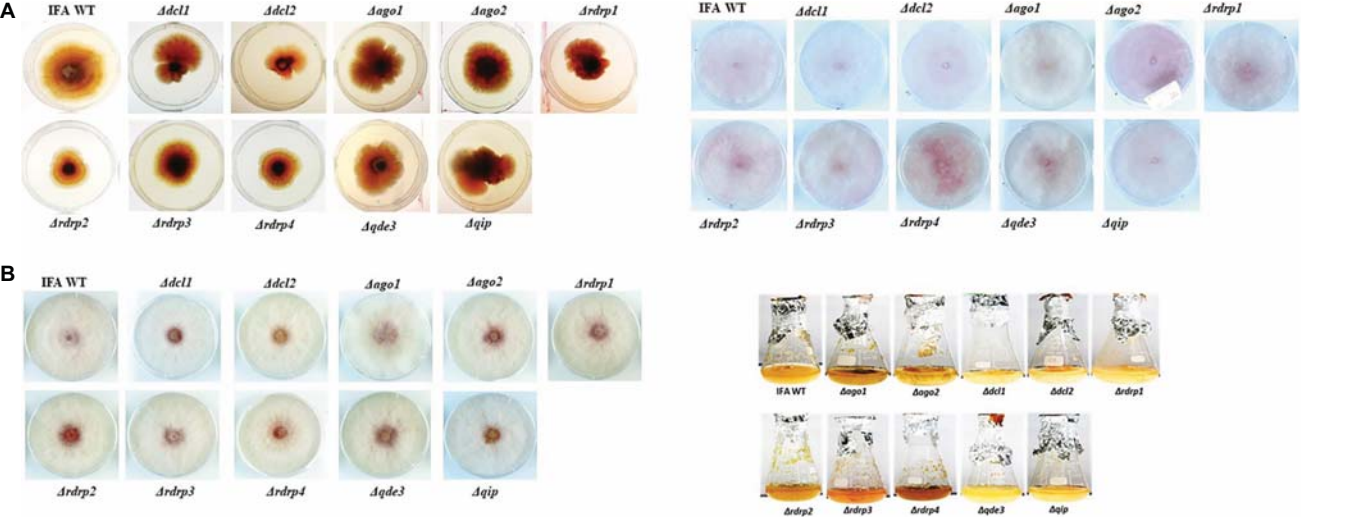 A
IFA WT Δdcl1 Δdcl2 Δago1 Δago2 Δrdrp1
Δrdrp2 Δrdrp3 Δrdrp4 Δqde3 Δqip
IFA WT Δdcl1 Δdcl2 Δago1 Δago2 Δrdrp1
Δrdrp2 Δrdrp3 Δrdrp4 Δqde3 Δqip
B
IFA WT Δdcl1 Δdcl2 Δago1 Δago2 Δrdrp1
Δrdrp2 Δrdrp3 Δrdrp4 Δqde3 Δqip
IFA WT Δago1 Δago2 Δdcl1 Δdcl2 Δrdrp1
Δrdrp2 Δrdrp3 Δrdrp4 Δqde3 Δqip